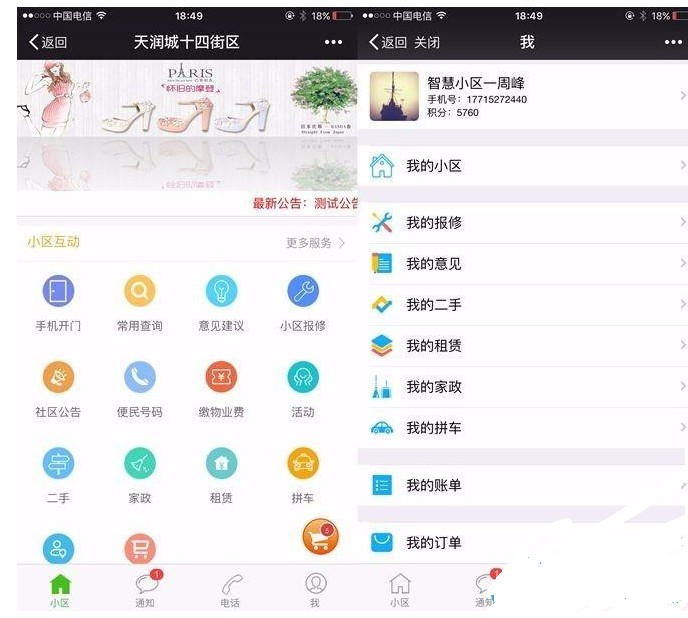 中国电信 18:49 18%
返回 天润城十四街区
PARIS
怀旧的摩登
Straight From Japan
最新公告：测试公告
小区互动 更多服务
手机开门 常用查询 意见建议 小区报修
社区公告 便民号码 缴物业费 活动
二手 家政 租赁 拼车
5
1
小区 通知 电话 我
中国电信 18:49 18%
返回 关闭 我
智慧小区一周峰
手机号：17715272440
积分：5760
我的小区
我的报修
我的意见
我的二手
我的租赁
我的家政
我的拼车
我的账单
我的订单
小区 通知